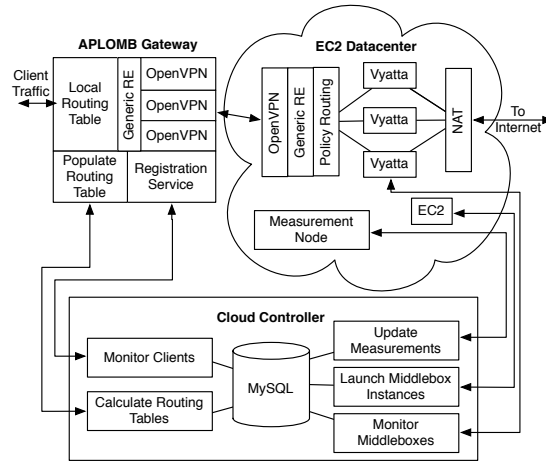 APLOMB Gateway
EC2 Datacenter
Client
Traffic
Local
Routing
Table
Generic RE
OpenVPN
OpenVPN
OpenVPN
Populate
Routing
Table
Registration
Service
OpenVPN
Generic RE
Policy Routing
Vyatta
Vyatta
Vyatta
NAT
To
Internet
EC2
Measurement
Node
Cloud Controller
Monitor Clients
Calculate Routing
Tables
MySQL
Update
Measurements
Launch Middlebox
Instances
Monitor
Middleboxes